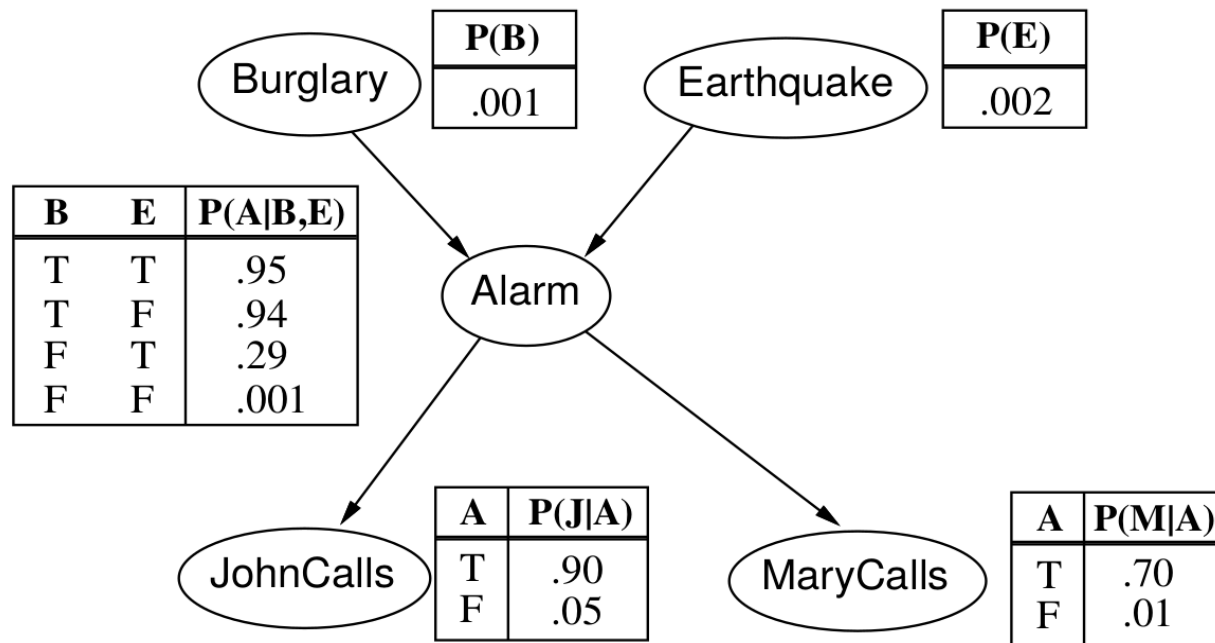 Burglary
P(B)
.001
Earthquake
P(E)
.002
B E P(A|B,E)
T T .95
T F .94
F T .29
F F .001
Alarm
JohnCalls
A P(J|A)
T .90
F .05
MaryCalls
A P(M|A)
T .70
F .01